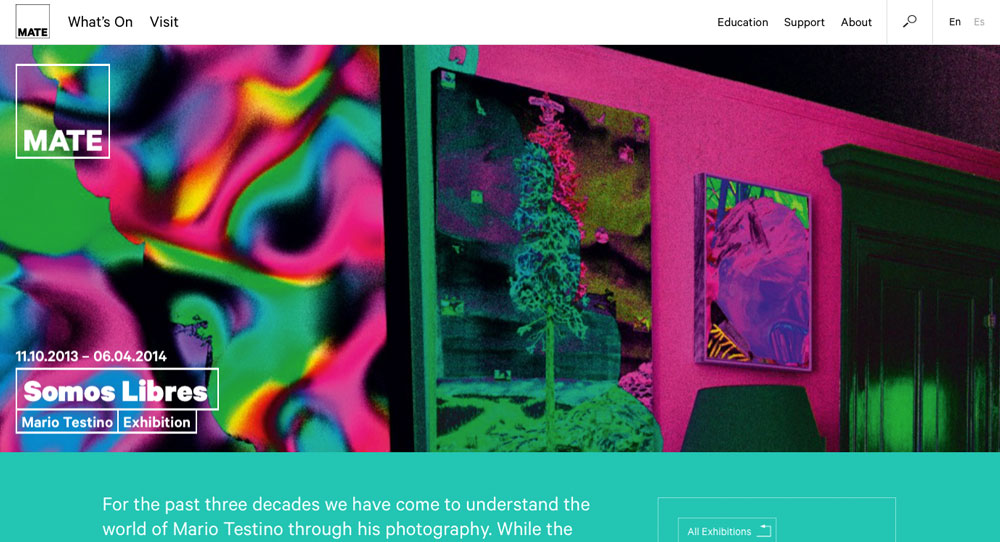 MATE
What's On Visit
Education Support About
En Es
MATE
11.10.2013 – 06.04.2014
Somos Libres
Mario Testino Exhibition
For the past three decades we have come to understand the
world of Mario Testino through his photography. While the
All Exhibitions